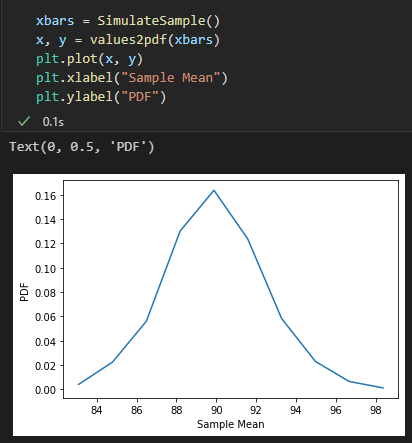 xbars = SimulateSample()
x, y = values2pdf(xbars)
plt.plot(x, y)
plt.xlabel("Sample Mean")
plt.ylabel("PDF")
✓ 0.1s
Text(0, 0.5, 'PDF')
0.16
0.14
0.12
0.10
0.08
0.06
0.04
0.02
0.00
PDF
84 86 88 90 92 94 96 98
Sample Mean